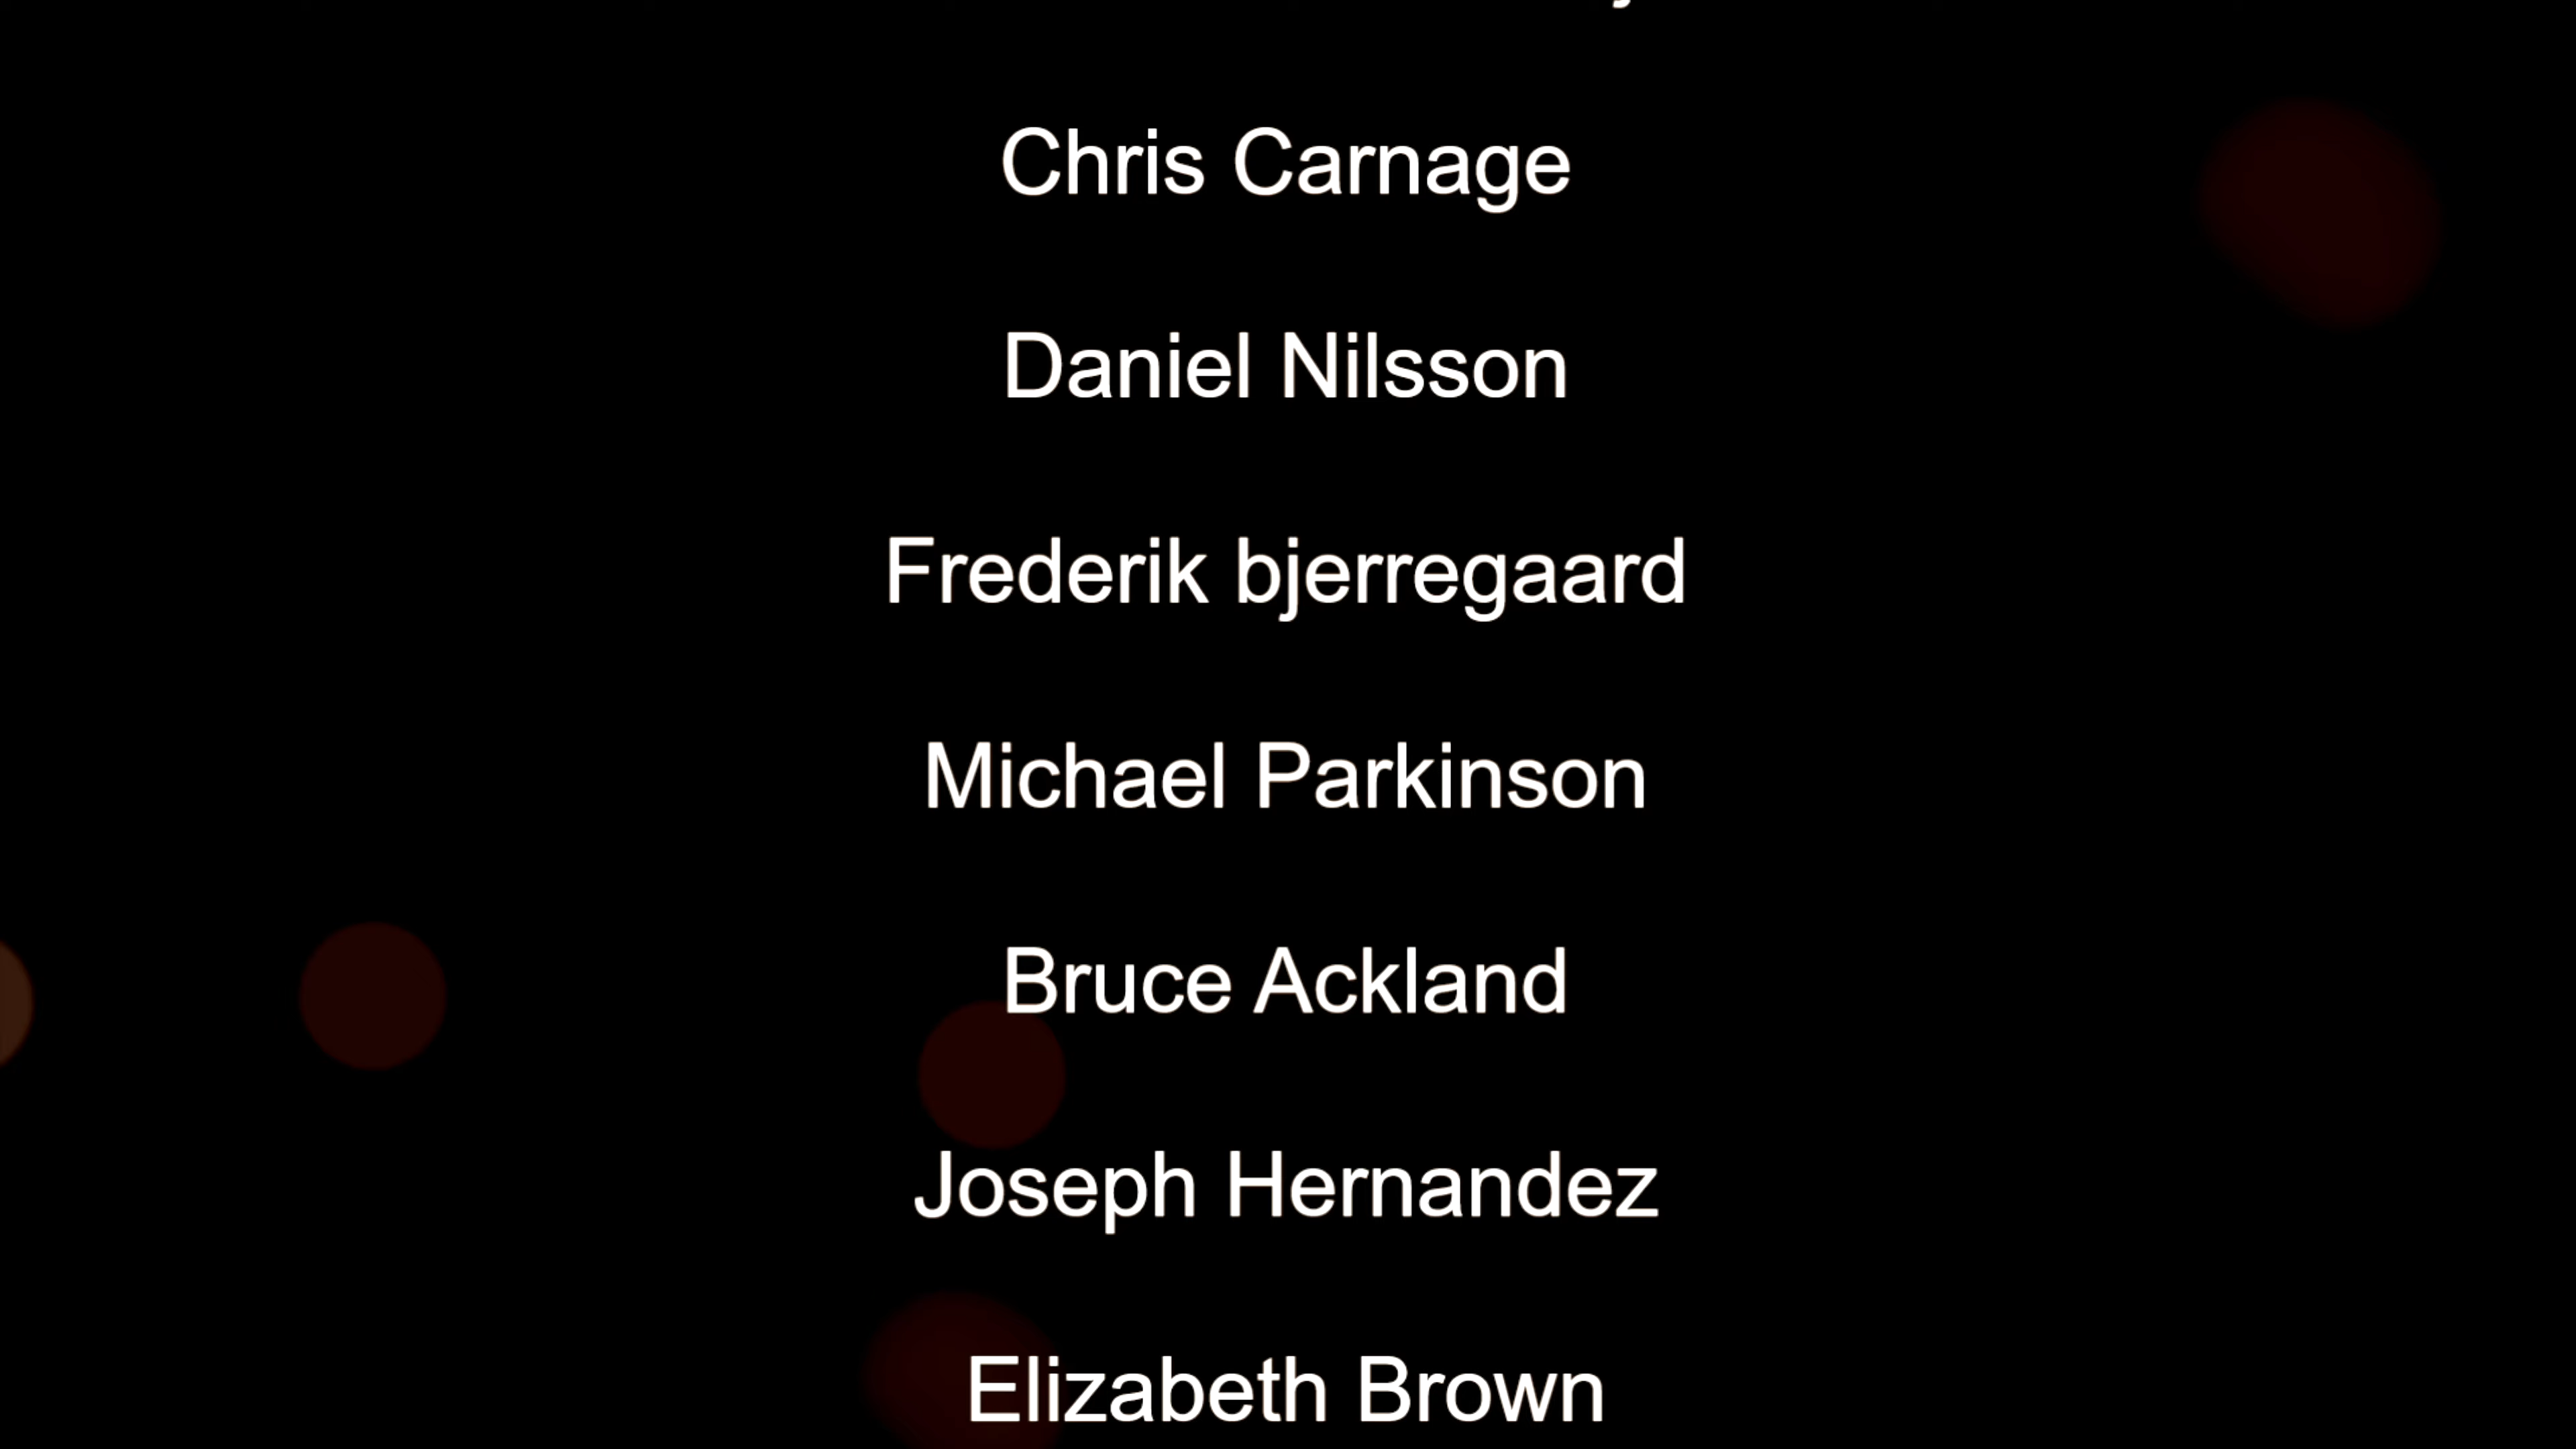 Chris Carnage
Daniel Nilsson
Frederik bjerregaard
Michael Parkinson
Bruce Ackland
Joseph Hernandez
Elizabeth Brown